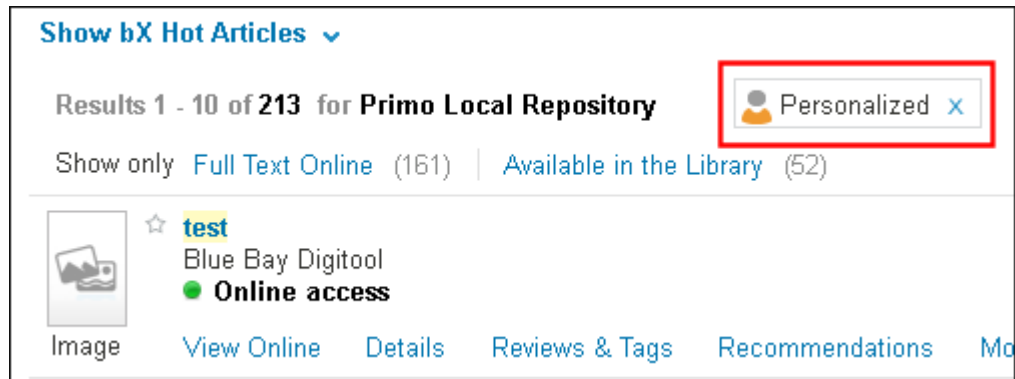 Show bX Hot Articles
Results 1 - 10 of 213 for Primo Local Repository Personalized x
Show only Full Text Online (161) Available in the Library (52)
test
Blue Bay Digitool
Online access
Image View Online Details Reviews & Tags Recommendations